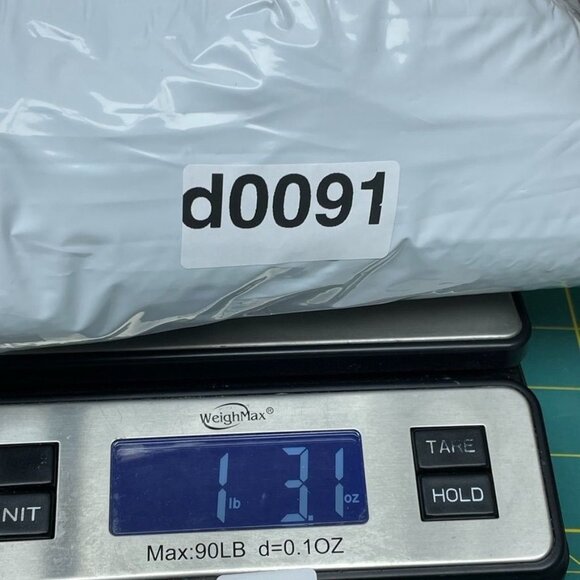 d0091
WeighMax®
1 lb 3.1 oz
TARE
HOLD
NIT
Max:90LB d=0.1OZ